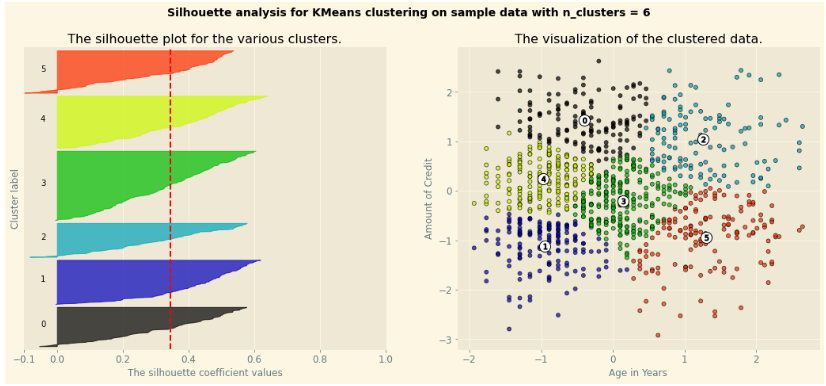 Silhouette analysis for KMeans clustering on sample data with n_clusters = 6
The silhouette plot for the various clusters.
Cluster label
5
4
3
2
1
0
−0.1 0.0 0.2 0.4 0.6 0.8 1.0
The silhouette coefficient values
The visualization of the clustered data.
Amount of Credit
2
1
0
−1
−2
−3
0
2
4
3
1
5
−2 −1 0 1 2
Age in Years